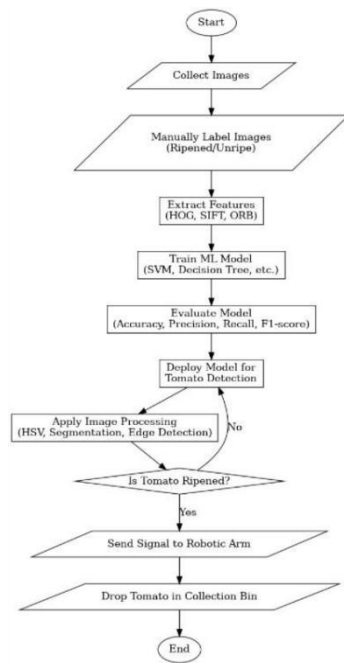 Start
Collect Images
Manually Label Images
(Ripened/Unripe)
Extract Features
(HOG, SIFT, ORB)
Train ML Model
(SVM, Decision Tree, etc.)
Evaluate Model
(Accuracy, Precision, Recall, F1-score)
Deploy Model for
Tomato Detection
Apply Image Processing
(HSV, Segmentation, Edge Detection)
No
Is Tomato Ripened?
Yes
Send Signal to Robotic Arm
Drop Tomato in Collection Bin
End